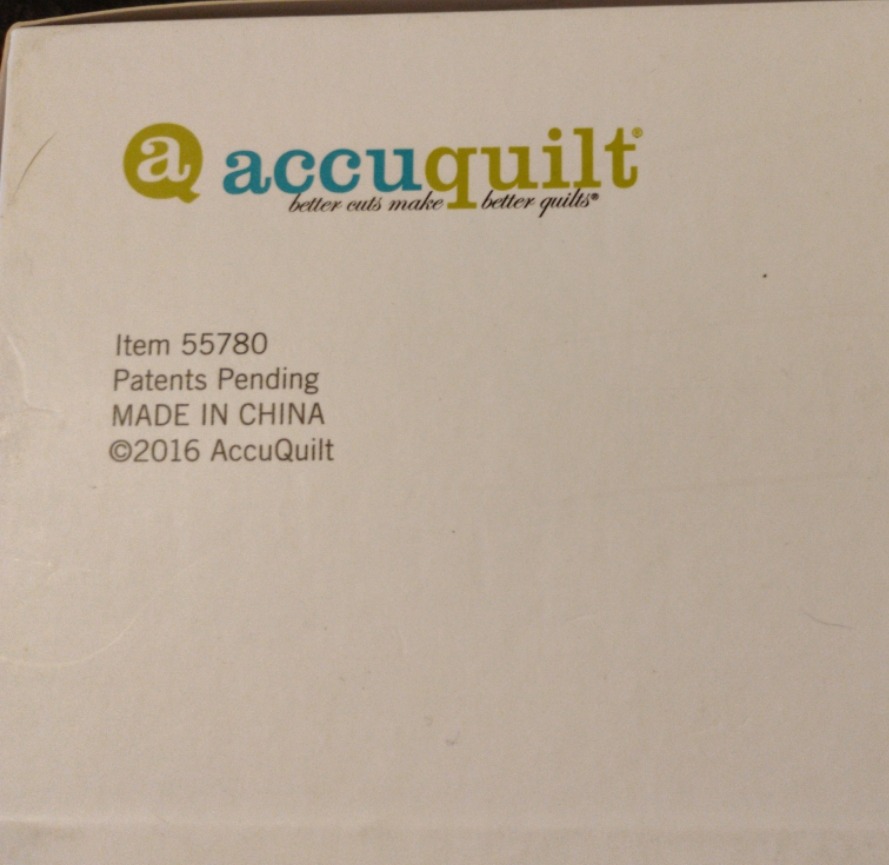 a accuquilt®
better cuts make better quilts®
Item 55780
Patents Pending
MADE IN CHINA
©2016 AccuQuilt